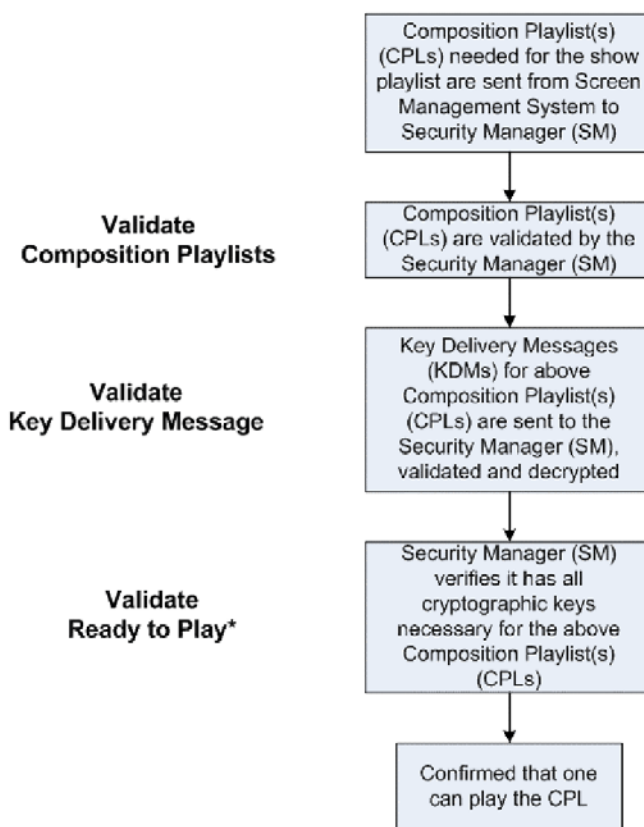 Composition Playlist(s)
(CPLs) needed for the show
playlist are sent from Screen
Management System to
Security Manager (SM)
Validate
Composition Playlists
Composition Playlist(s)
(CPLs) are validated by the
Security Manager (SM)
Validate
Key Delivery Message
Key Delivery Messages
(KDMs) for above
Composition Playlist(s)
(CPLs) are sent to the
Security Manager (SM),
validated and decrypted
Validate
Ready to Play*
Security Manager (SM)
verifies it has all
cryptographic keys
necessary for the above
Composition Playlist(s)
(CPLs)
Confirmed that one
can play the CPL